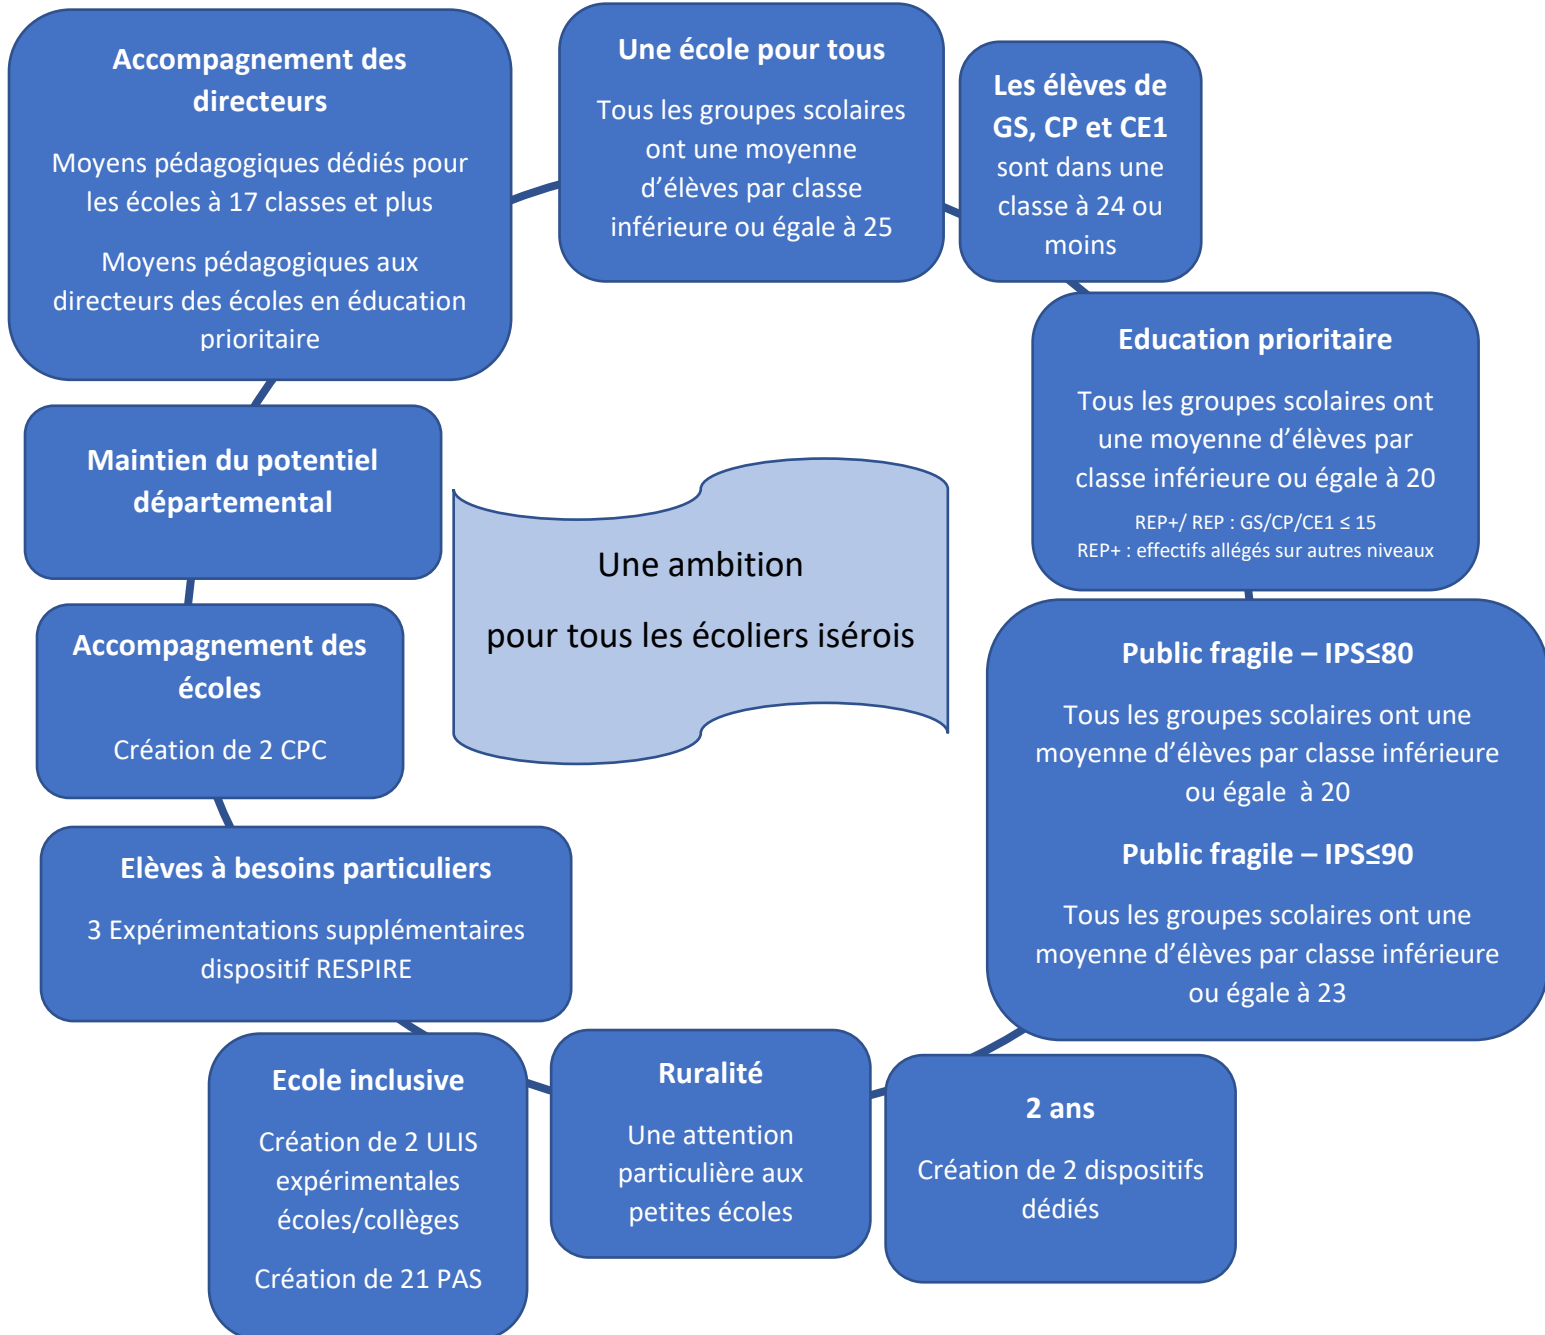 Accompagnement des
directeurs
Moyens pédagogiques dédiés pour
les écoles à 17 classes et plus
Moyens pédagogiques aux
directeurs des écoles en éducation
prioritaire
Une école pour tous
Tous les groupes scolaires
ont une moyenne
d’élèves par classe
inférieure ou égale à 25
Les élèves de
GS, CP et CE1
sont dans une
classe à 24 ou
moins
Education prioritaire
Tous les groupes scolaires ont
une moyenne d’élèves par
classe inférieure ou égale à 20
REP+/ REP : GS/CP/CE1 ≤ 15
REP+ : effectifs allégés sur autres niveaux
Public fragile – IPS≤80
Tous les groupes scolaires ont une
moyenne d’élèves par classe inférieure
ou égale  à 20
Public fragile – IPS≤90
Tous les groupes scolaires ont une
moyenne d’élèves par classe inférieure
ou égale à 23
2 ans
Création de 2 dispositifs
dédiés
Ruralité
Une attention
particulière aux
petites écoles
Ecole inclusive
Création de 2 ULIS
expérimentales
écoles/collèges
Création de 21 PAS
Elèves à besoins particuliers
3 Expérimentations supplémentaires
dispositif RESPIRE
Accompagnement des
écoles
Création de 2 CPC
Maintien du potentiel
départemental
Une ambition
pour tous les écoliers isérois